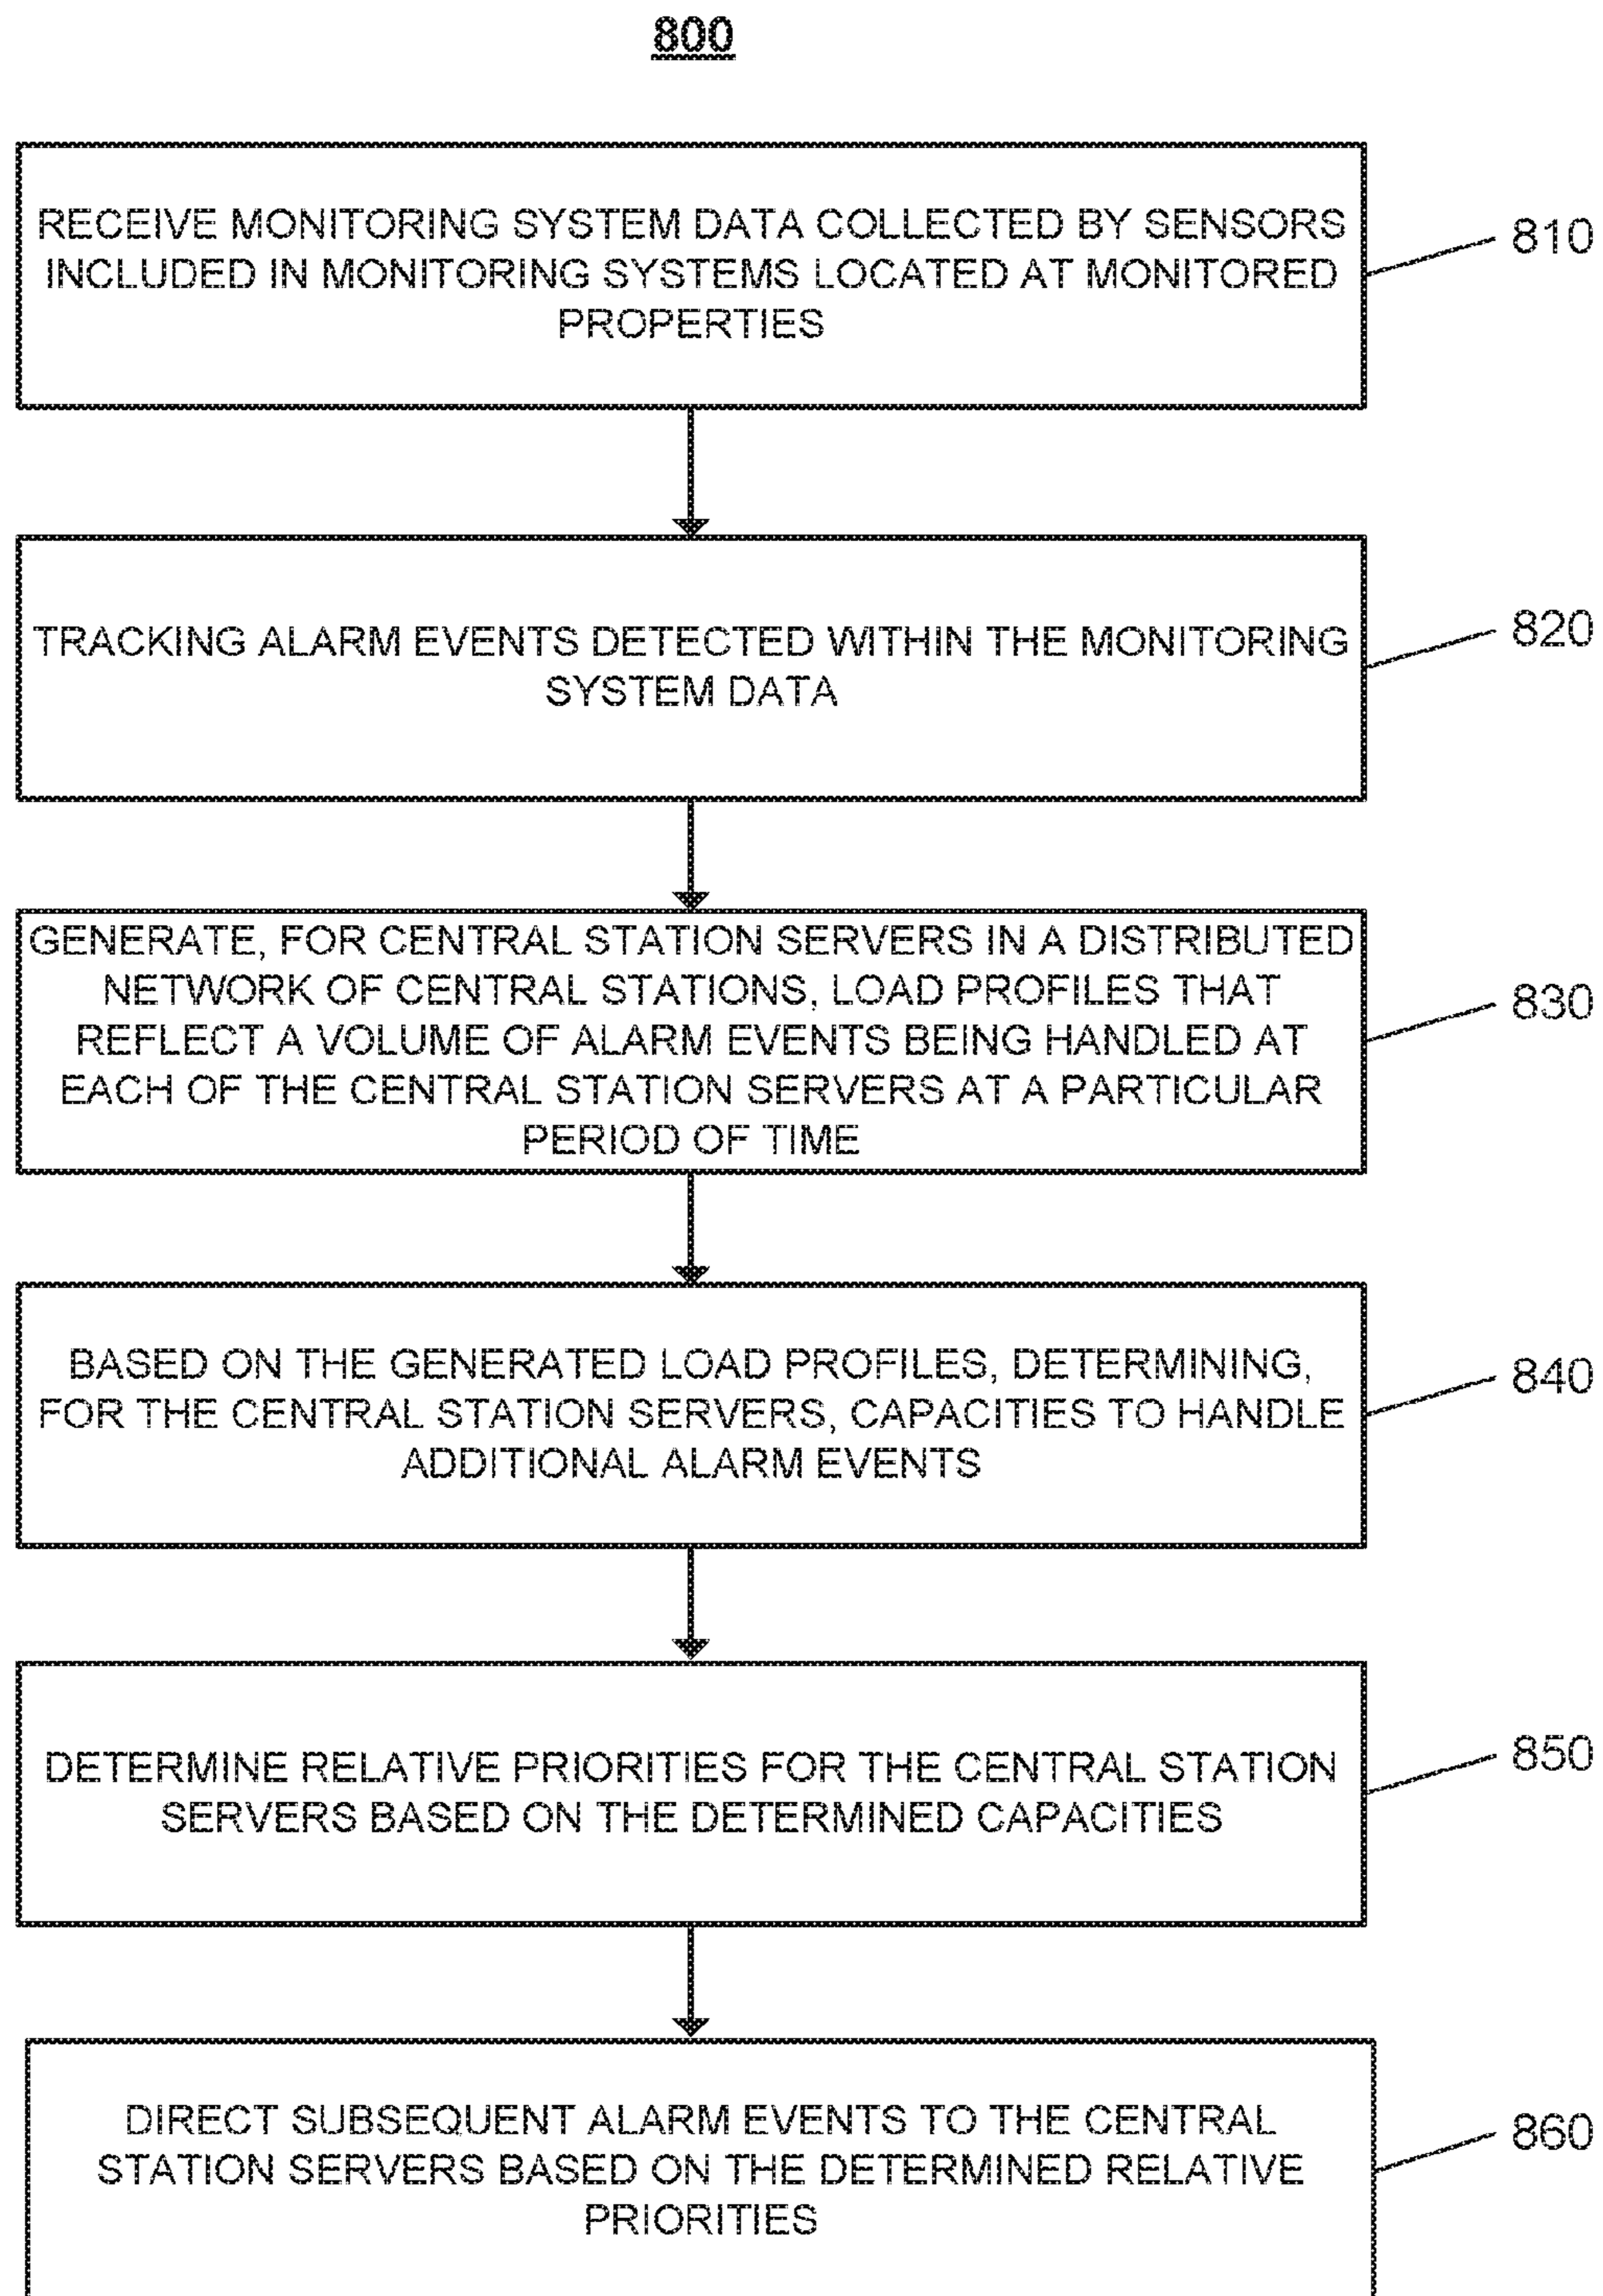 800
RECEIVE MONITORING SYSTEM DATA COLLECTED BY SENSORS
INCLUDED IN MONITORING SYSTEMS LOCATED AT MONITORED
PROPERTIES
810
TRACKING ALARM EVENTS DETECTED WITHIN THE MONITORING
SYSTEM DATA
820
GENERATE, FOR CENTRAL STATION SERVERS IN A DISTRIBUTED
NETWORK OF CENTRAL STATIONS, LOAD PROFILES THAT
REFLECT A VOLUME OF ALARM EVENTS BEING HANDLED AT
EACH OF THE CENTRAL STATION SERVERS AT A PARTICULAR
PERIOD OF TIME
830
BASED ON THE GENERATED LOAD PROFILES, DETERMINING,
FOR THE CENTRAL STATION SERVERS, CAPACITIES TO HANDLE
ADDITIONAL ALARM EVENTS
840
DETERMINE RELATIVE PRIORITIES FOR THE CENTRAL STATION
SERVERS BASED ON THE DETERMINED CAPACITIES
850
DIRECT SUBSEQUENT ALARM EVENTS TO THE CENTRAL
STATION SERVERS BASED ON THE DETERMINED RELATIVE
PRIORITIES
860